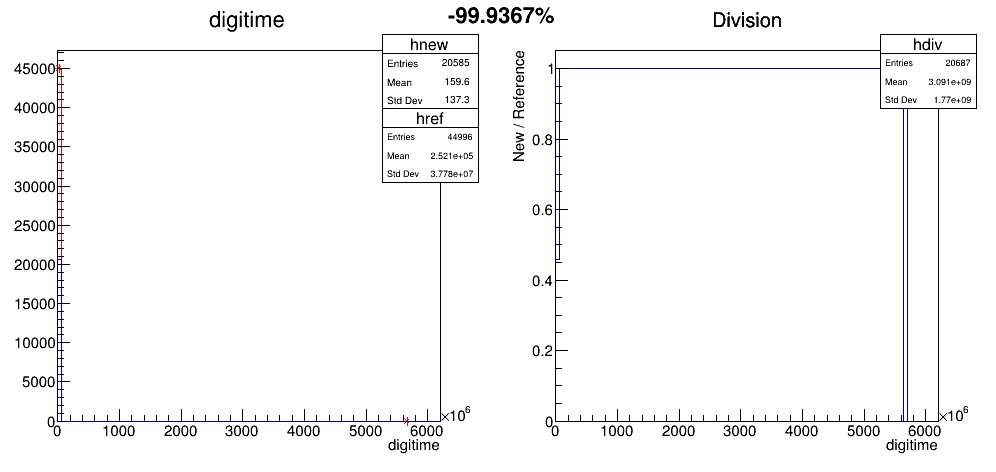 -99.9367%
digitime
hnew
Entries 20585
Mean 159.6
Std Dev 137.3
href
Entries 44996
Mean 2.521e+05
Std Dev 3.778e+07
45000
40000
35000
30000
25000
20000
15000
10000
5000
0
0 1000 2000 3000 4000 5000 6000
×10⁶
digitime
Division
hdiv
Entries 20687
Mean 3.091e+09
Std Dev 1.77e+09
New / Reference
1
0.8
0.6
0.4
0.2
0
0 1000 2000 3000 4000 5000 6000
×10⁶
digitime